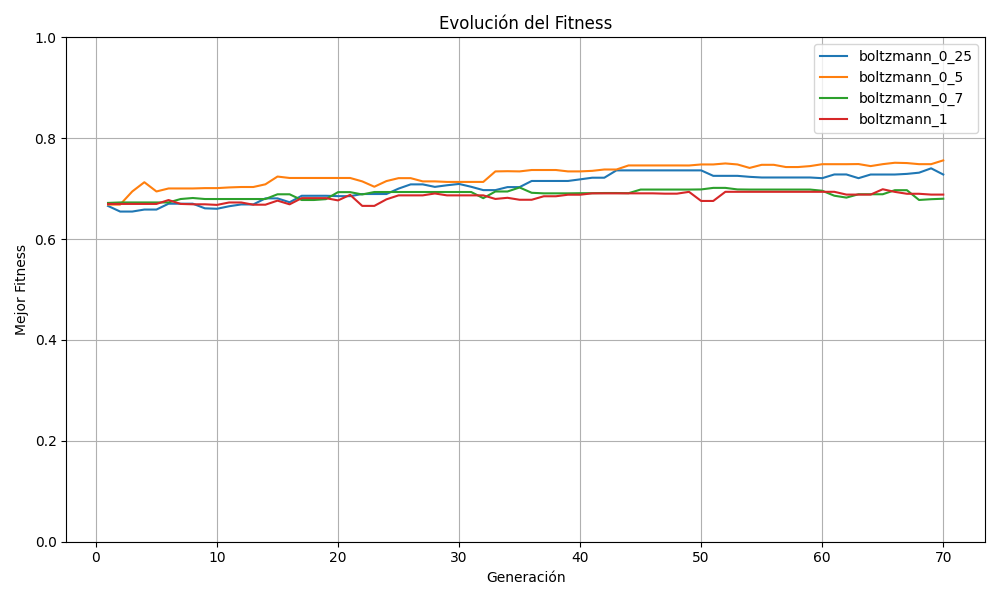 Evolución del Fitness
boltzmann_0_25
boltzmann_0_5
boltzmann_0_7
boltzmann_1
Mejor Fitness
1.0
0.8
0.6
0.4
0.2
0.0
0 10 20 30 40 50 60 70
Generación